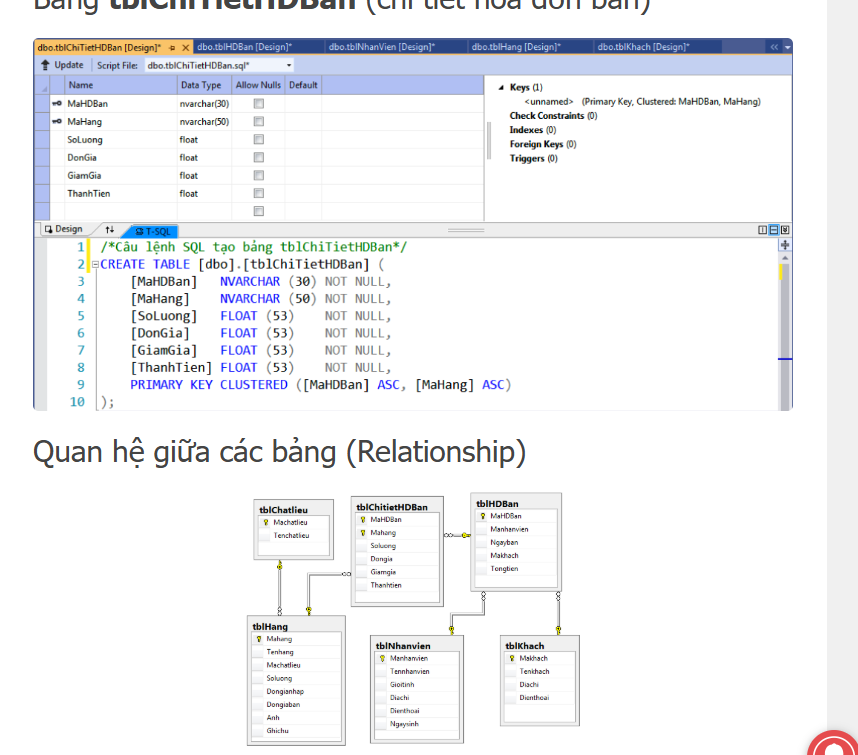 Bảng tblChiTietHDBan (chi tiết hóa đơn bán)
dbo.tblChiTietHDBan [Design]* dbo.tblHDBan [Design]* dbo.tblNhanVien [Design]* dbo.tblHang [Design]* dbo.tblKhach [Design]*
Update Script File: dbo.tblChiTietHDBan.sql*
Name Data Type Allow Nulls Default
MaHDBan nvarchar(30)
MaHang nvarchar(50)
SoLuong float
DonGia float
GiamGia float
ThanhTien float
Keys (1)
<unnamed> (Primary Key, Clustered: MaHDBan, MaHang)
Check Constraints (0)
Indexes (0)
Foreign Keys (0)
Triggers (0)
Design T-SQL
1 /*Câu lệnh SQL tạo bảng tblChiTietHDBan*/
2 CREATE TABLE [dbo].[tblChiTietHDBan] (
3 [MaHDBan] NVARCHAR (30) NOT NULL,
4 [MaHang] NVARCHAR (50) NOT NULL,
5 [SoLuong] FLOAT (53) NOT NULL,
6 [DonGia] FLOAT (53) NOT NULL,
7 [GiamGia] FLOAT (53) NOT NULL,
8 [ThanhTien] FLOAT (53) NOT NULL,
9 PRIMARY KEY CLUSTERED ([MaHDBan] ASC, [MaHang] ASC)
10 );
Quan hệ giữa các bảng (Relationship)
tblChatlieu
Machatlieu
Tenchatlieu
tblChitietHDBan
MaHDBan
Mahang
Soluong
Dongia
Giamgia
Thanhtien
tblHDBan
MaHDBan
Manhanvien
Ngayban
Makhach
Tongtien
tblHang
Mahang
Tenhang
Machatlieu
Soluong
Dongianhap
Dongiaban
Anh
Ghichu
tblNhanvien
Manhanvien
Tennhanvien
Gioitinh
Diachi
Dienthoai
Ngaysinh
tblKhach
Makhach
Tenkhach
Diachi
Dienthoai